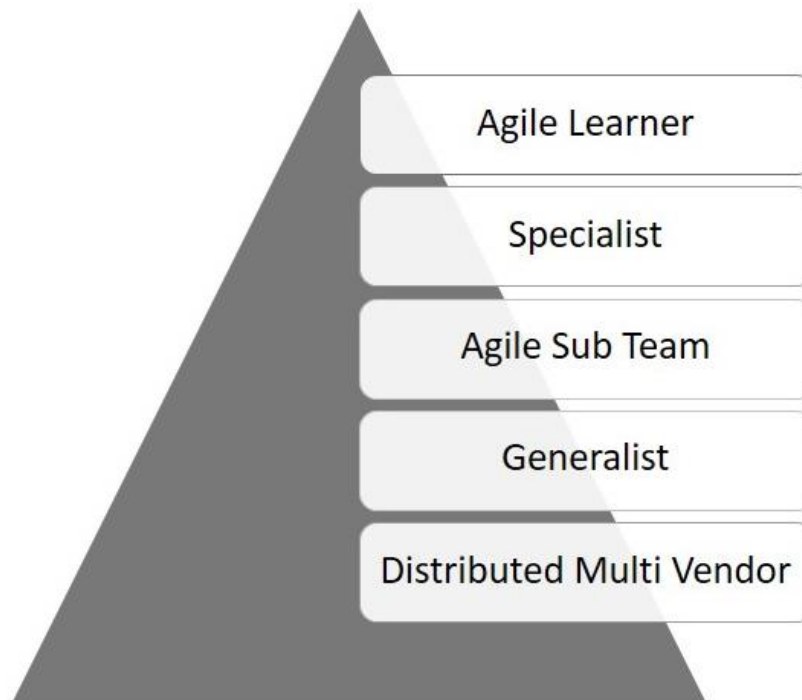 Agile Learner
Specialist
Agile Sub Team
Generalist
Distributed Multi Vendor